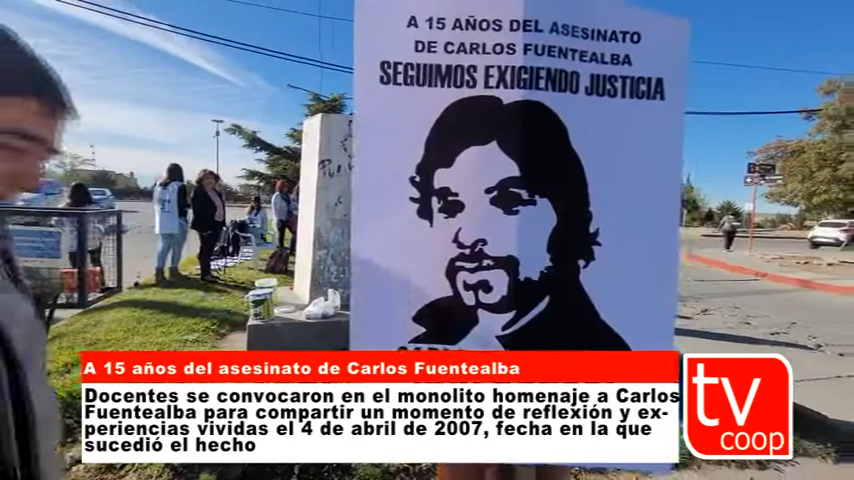 A 15 AÑOS DEL ASESINATO
DE CARLOS FUENTEALBA
SEGUIMOS EXIGIENDO JUSTICIA
A 15 años del asesinato de Carlos Fuentealba
Docentes se convocaron en el monolito homenaje a Carlos
Fuentealba para compartir un momento de reflexión y ex-
periencias vividas el 4 de abril de 2007, fecha en la que
sucedió el hecho
tv
coop